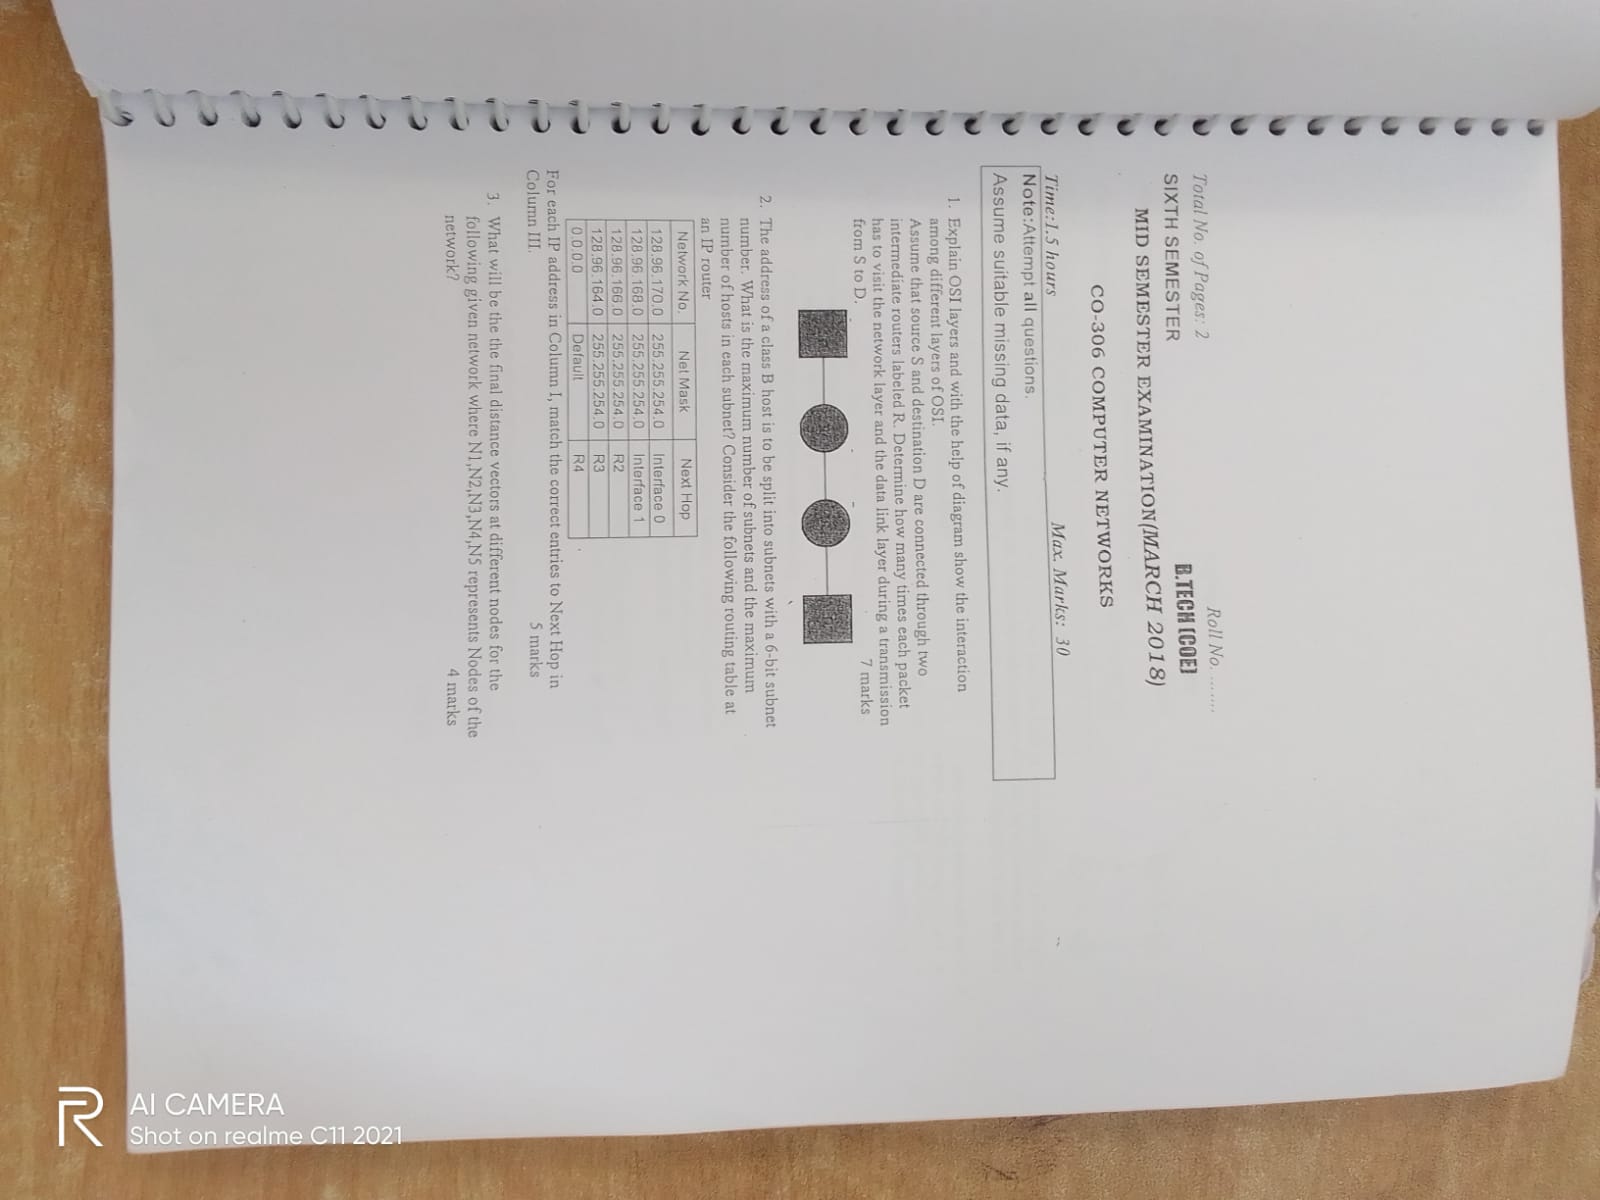 Total No. of Pages: 2
Roll No. .......
SIXTH SEMESTER
B.TECH [COE]
MID SEMESTER EXAMINATION(MARCH 2018)
CO-306 COMPUTER NETWORKS
Time:1.5 hours
Max. Marks: 30
Note:Attempt all questions.
Assume suitable missing data, if any.
1. Explain OSI layers and with the help of diagram show the interaction
among different layers of OSI.
Assume that source S and destination D are connected through two
intermediate routers labeled R. Determine how many times each packet
has to visit the network layer and the data link layer during a transmission
from S to D.
7 marks
2. The address of a class B host is to be split into subnets with a 6-bit subnet
number. What is the maximum number of subnets and the maximum
number of hosts in each subnet? Consider the following routing table at
an IP router
Network No. Net Mask Next Hop
128.96.170.0 255.255.254.0 Interface 0
128.96.168.0 255.255.254.0 Interface 1
128.96.166.0 255.255.254.0 R2
128.96.164.0 255.255.254.0 R3
0.0.0.0 Default R4
For each IP address in Column I, match the correct entries to Next Hop in
Column III.
5 marks
3. What will be the the final distance vectors at different nodes for the
following given network where N1,N2,N3,N4,N5 represents Nodes of the
network?
4 marks
R
AI CAMERA
Shot on realme C11 2021